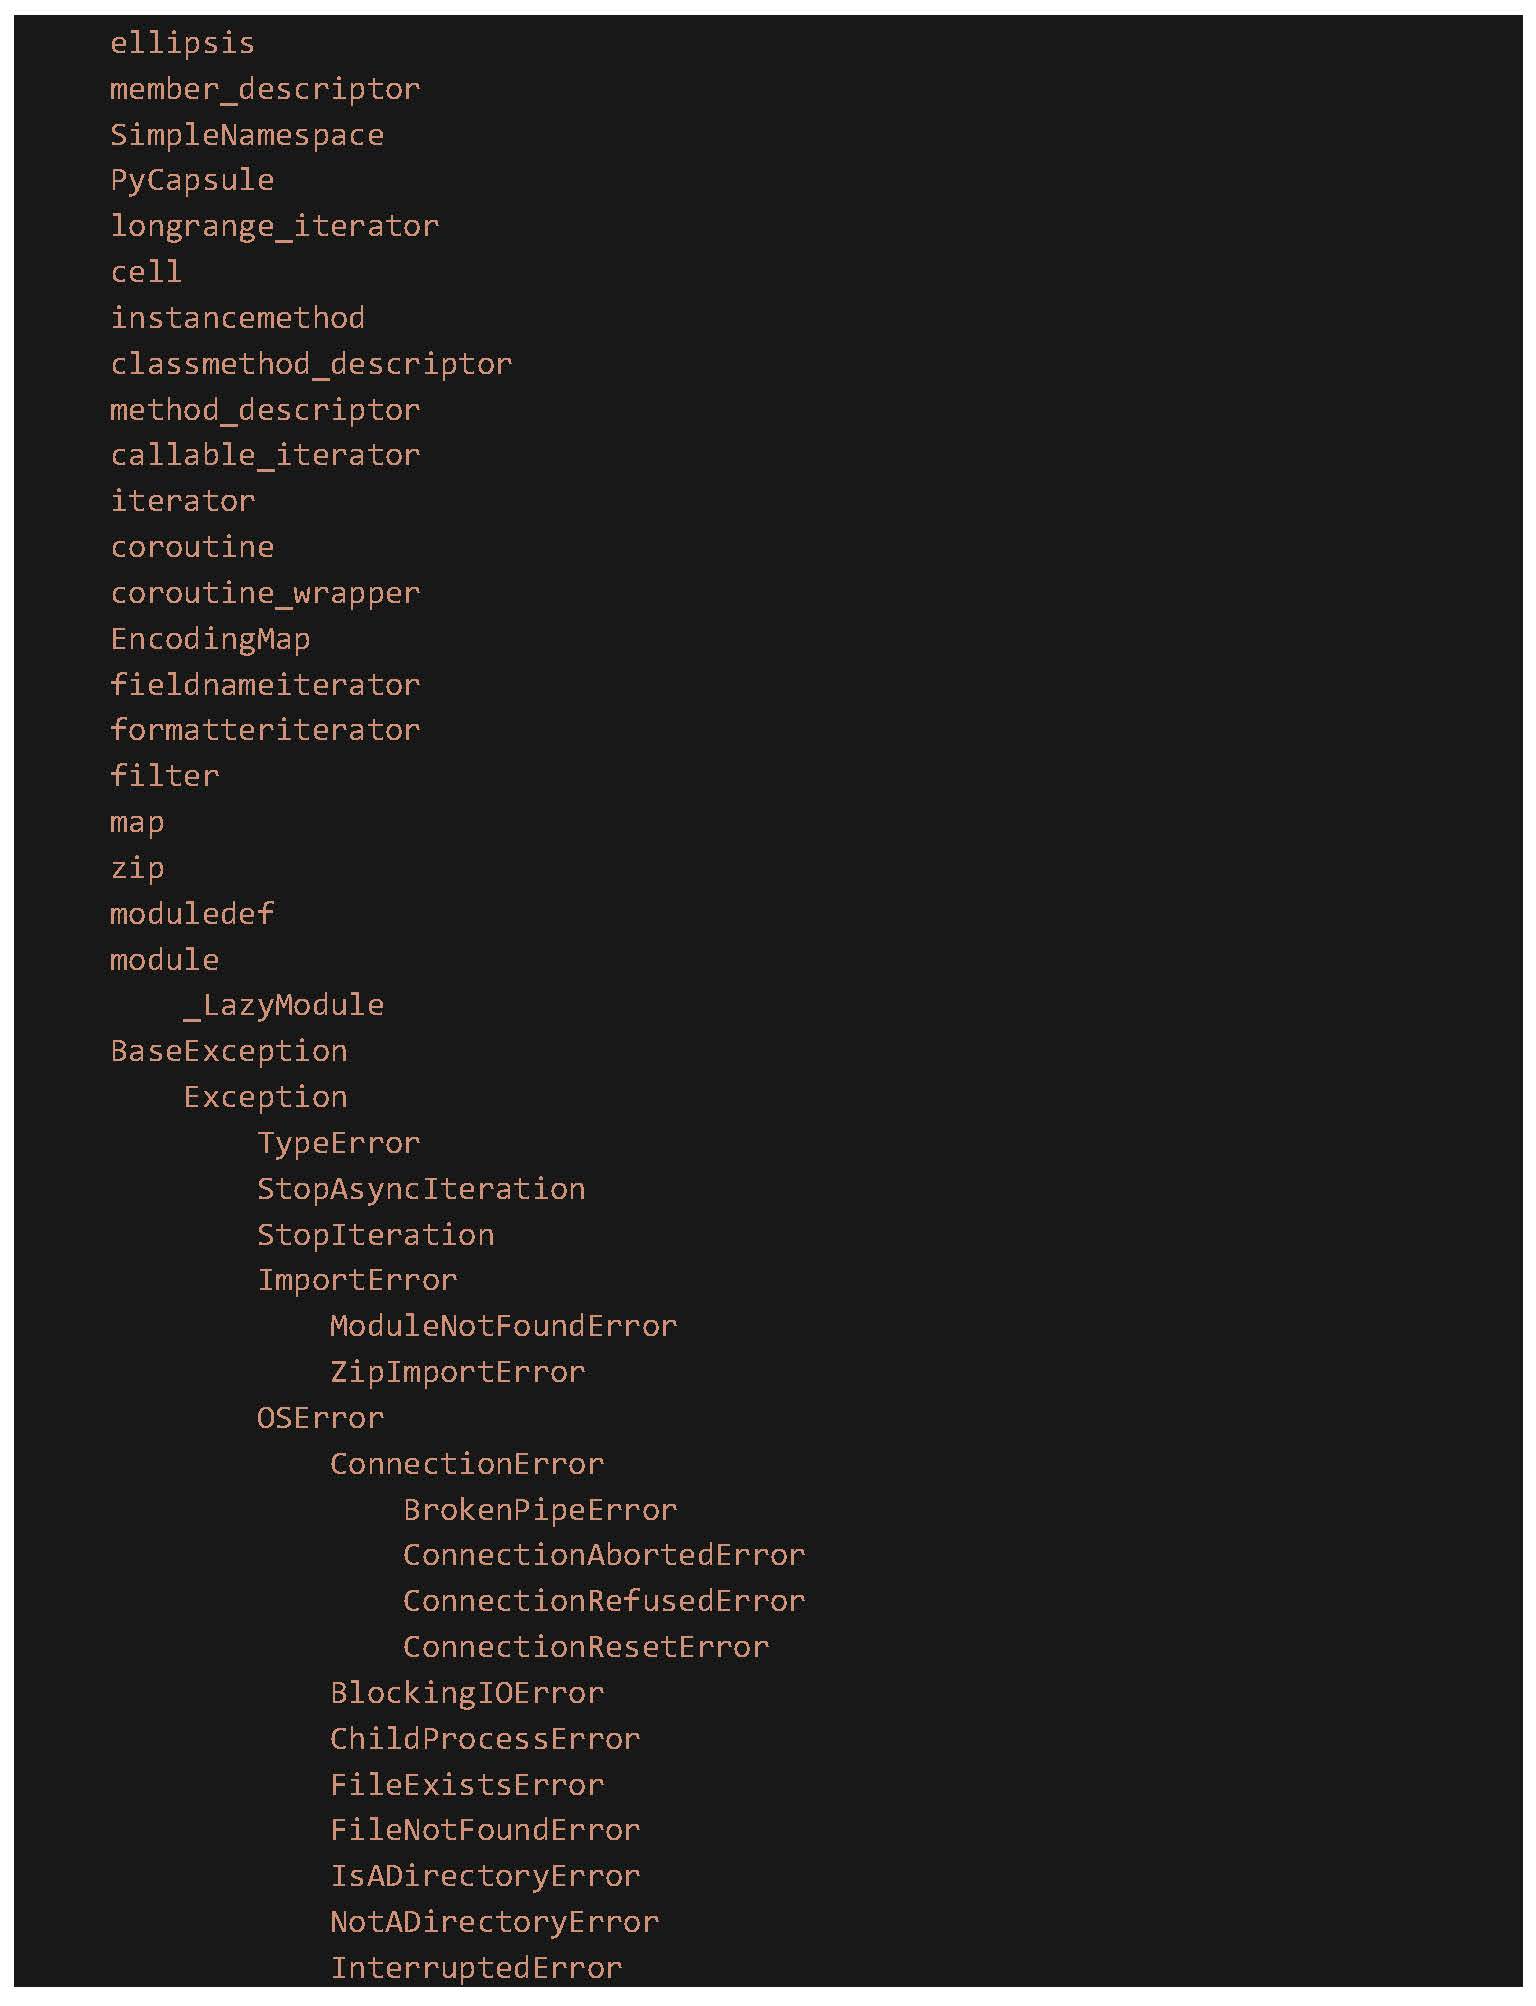 ellipsis
member_descriptor
SimpleNamespace
PyCapsule
longrange_iterator
cell
instancemethod
classmethod_descriptor
method_descriptor
callable_iterator
iterator
coroutine
coroutine_wrapper
EncodingMap
fieldnameiterator
formatteriterator
filter
map
zip
moduledef
module
    _LazyModule
BaseException
    Exception
        TypeError
        StopAsyncIteration
        StopIteration
        ImportError
            ModuleNotFoundError
            ZipImportError
        OSError
            ConnectionError
                BrokenPipeError
                ConnectionAbortedError
                ConnectionRefusedError
                ConnectionResetError
            BlockingIOError
            ChildProcessError
            FileExistsError
            FileNotFoundError
            IsADirectoryError
            NotADirectoryError
            InterruptedError